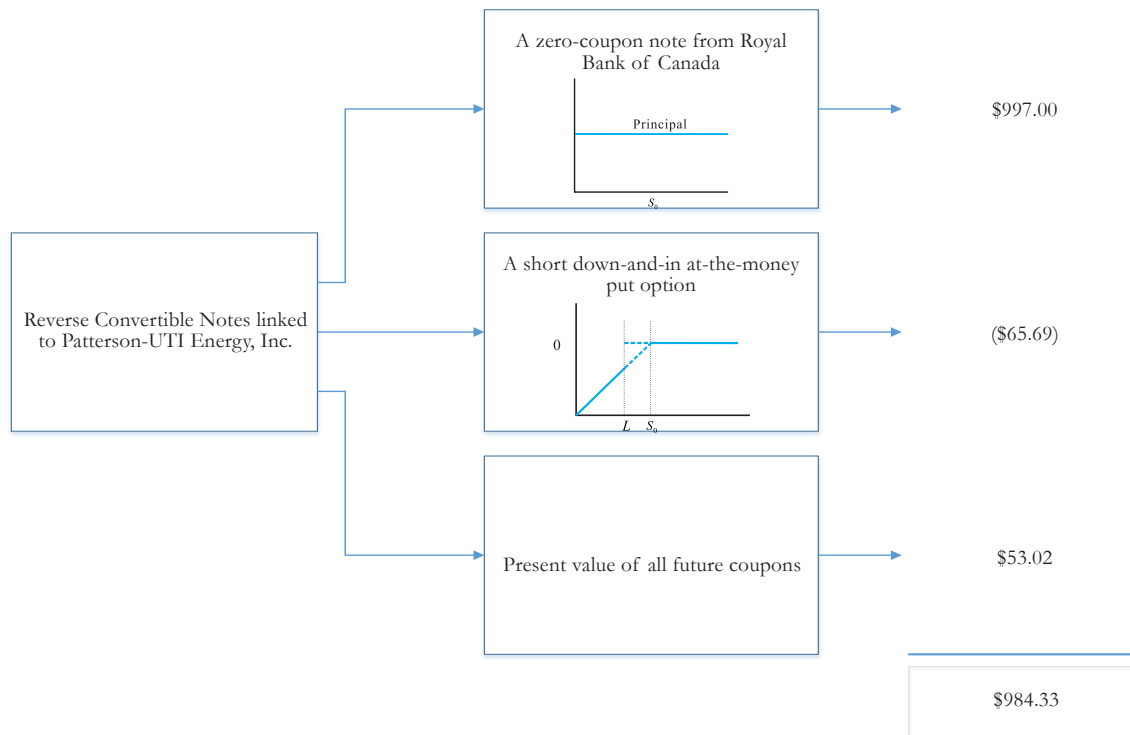 A zero-coupon note from Royal
Bank of Canada
Principal
S₀
$997.00
Reverse Convertible Notes linked
to Patterson-UTI Energy, Inc.
A short down-and-in at-the-money
put option
0
L S₀
($65.69)
Present value of all future coupons
$53.02
$984.33